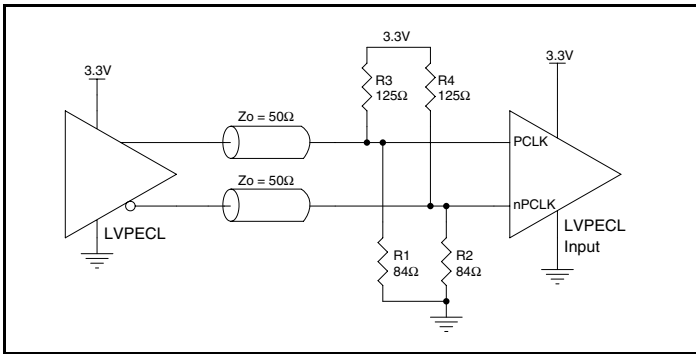 3.3V
3.3V
3.3V
R3
125Ω
R4
125Ω
Zo = 50Ω
PCLK
Zo = 50Ω
nPCLK
LVPECL
LVPECL
Input
R1
84Ω
R2
84Ω